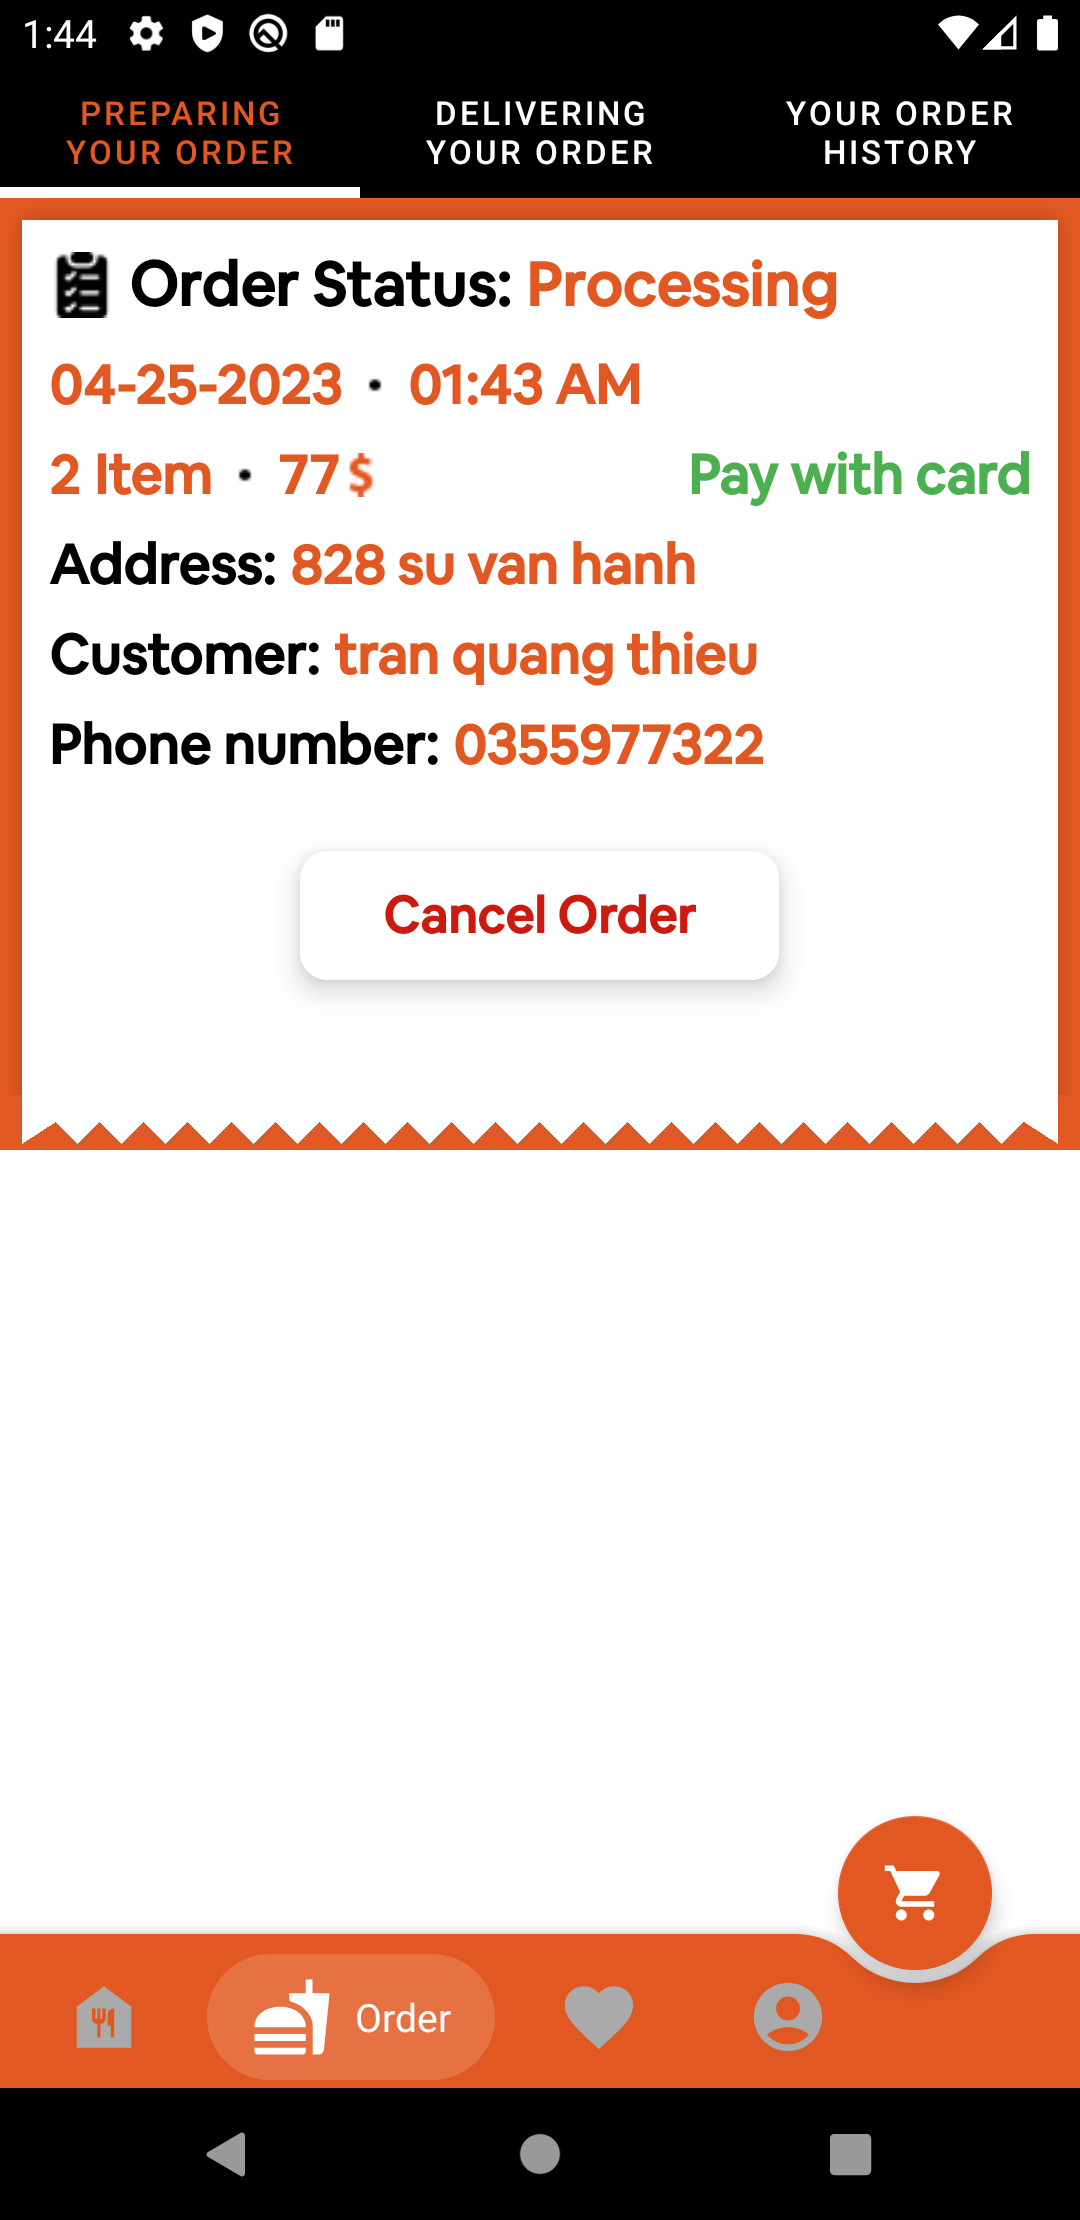 1:44
PREPARING YOUR ORDER
DELIVERING YOUR ORDER
YOUR ORDER HISTORY
Order Status: Processing
04-25-2023 • 01:43 AM
2 Item • 77 $
Pay with card
Address: 828 su van hanh
Customer: tran quang thieu
Phone number: 0355977322
Cancel Order
Order